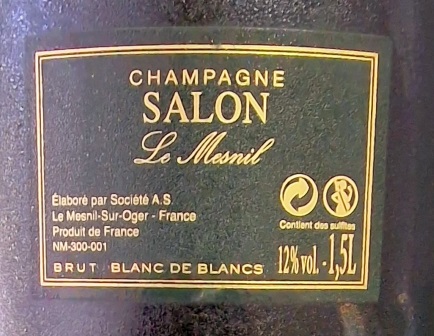 CHAMPAGNE
SALON
Le Mesnil
Élaboré par Société A.S.
Le Mesnil-Sur-Oger - France
Produit de France
NM-300-001
Contient des sulfites
BRUT BLANC DE BLANCS 12% vol. - 1,5L